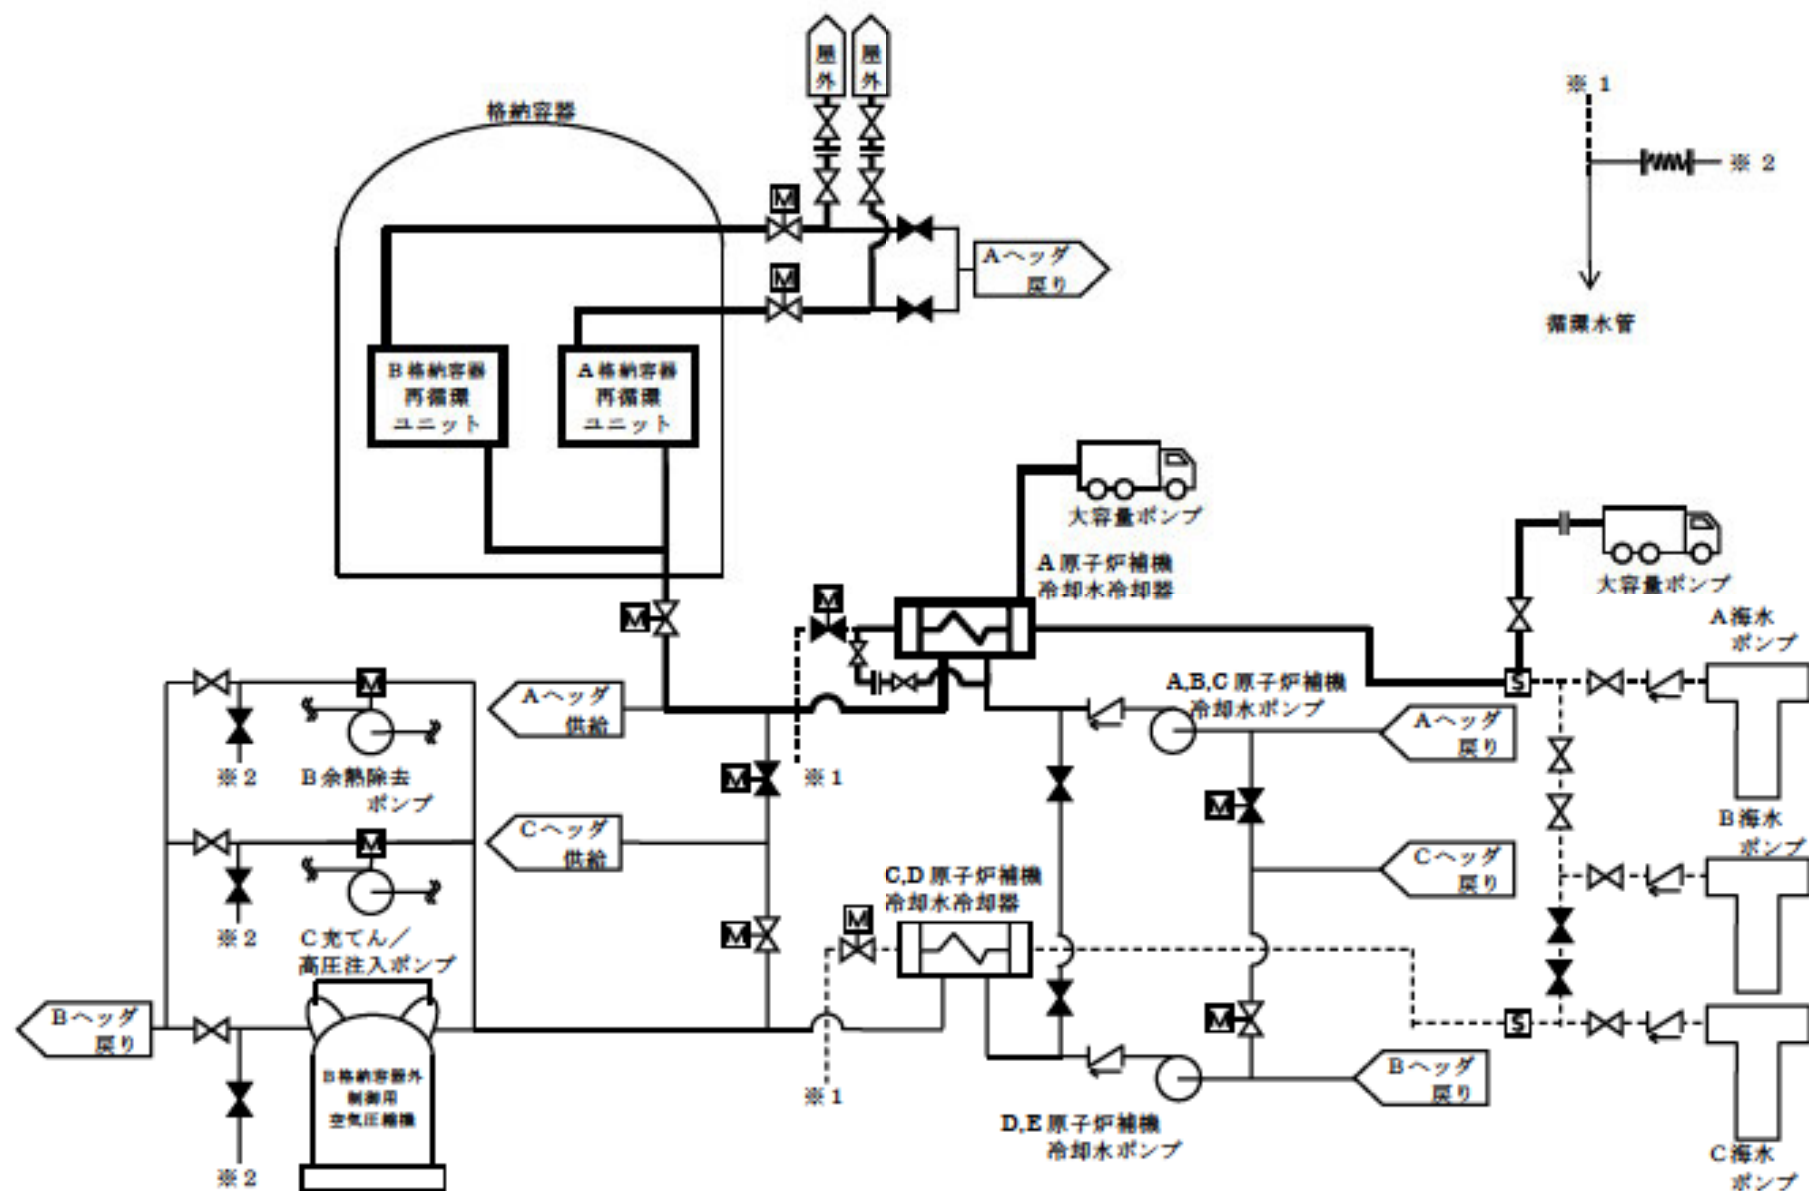 屋
外
屋
外
※ 1
格納容器
※ 2
M
Aヘッダ
戻り
M
循環水管
B格納容器
再循環
ユニット
A格納容器
再循環
ユニット
大容量ポンプ
大容量ポンプ
A原子炉補機
冷却水冷却器
M
M
A海水
ポンプ
M
S
A,B,C原子炉補機
冷却水ポンプ
Aヘッダ
供給
Aヘッダ
戻り
※2
B余熱除去
ポンプ
M
※1
M
B海水
ポンプ
M
Cヘッダ
供給
Cヘッダ
戻り
C,D原子炉補機
冷却水冷却器
M
M
※2
C充てん／
高圧注入ポンプ
Bヘッダ
戻り
M
S
B格納容器外
制御用
空気圧縮機
※1
Bヘッダ
戻り
D,E原子炉補機
冷却水ポンプ
※2
C海水
ポンプ